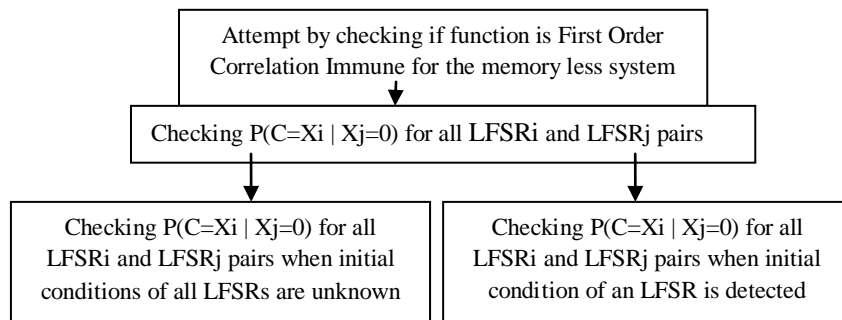 Attempt by checking if function is First Order
Correlation Immune for the memory less system
Checking P(C=Xi | Xj=0) for all LFSRi and LFSRj pairs
Checking P(C=Xi | Xj=0) for all
LFSRi and LFSRj pairs when initial
conditions of all LFSRs are unknown
Checking P(C=Xi | Xj=0) for all
LFSRi and LFSRj pairs when initial
condition of an LFSR is detected